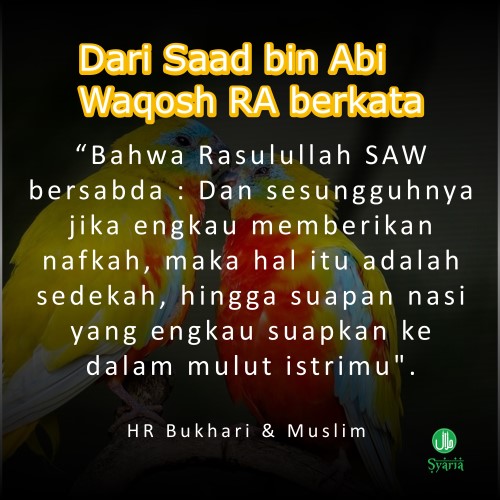 Dari Saad bin Abi
Waqosh RA berkata
“Bahwa Rasulullah SAW
bersabda : Dan sesungguhnya
jika engkau memberikan
nafkah, maka hal itu adalah
sedekah, hingga suapan nasi
yang engkau suapkan ke
dalam mulut istrimu".
HR Bukhari & Muslim
حلال
Syaria